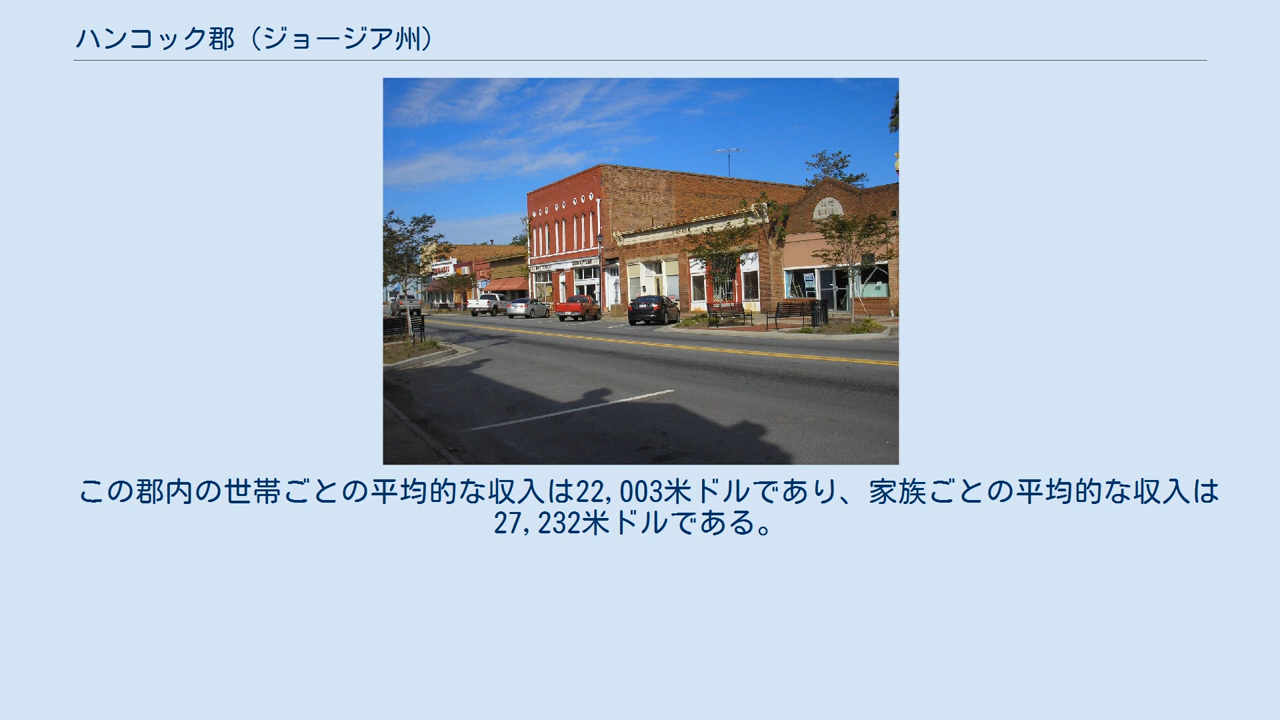 ハンコック郡（ジョージア州）
この郡内の世帯ごとの平均的な収入は22,003米ドルであり、家族ごとの平均的な収入は
27,232米ドルである。